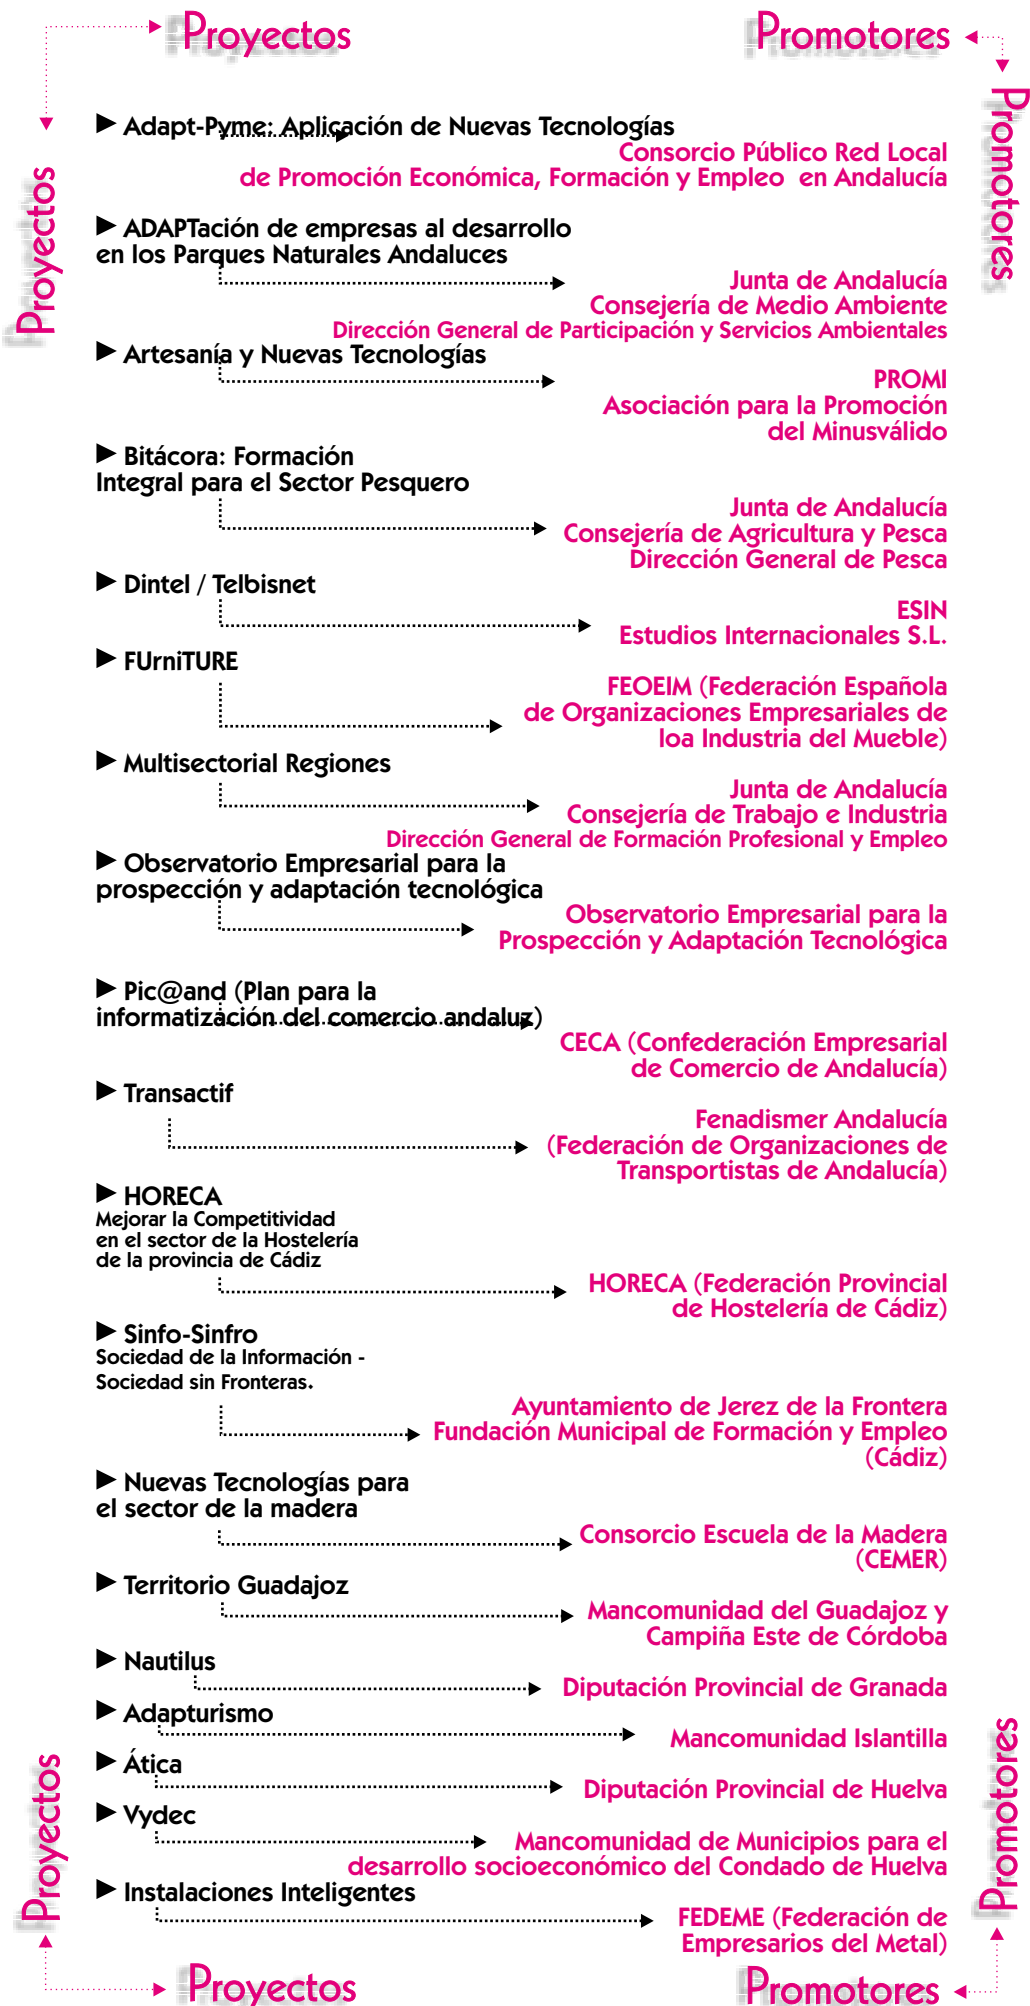 Proyectos
Promotores
Proyectos
Promotores
► Adapt-Pyme: Aplicación de Nuevas Tecnologías
Consorcio Público Red Local
de Promoción Económica, Formación y Empleo en Andalucía
► ADAPTación de empresas al desarrollo
en los Parques Naturales Andaluces
Junta de Andalucía
Consejería de Medio Ambiente
Dirección General de Participación y Servicios Ambientales
► Artesanía y Nuevas Tecnologías
PROMI
Asociación para la Promoción
del Minusválido
► Bitácora: Formación
Integral para el Sector Pesquero
Junta de Andalucía
Consejería de Agricultura y Pesca
Dirección General de Pesca
► Dintel / Telbisnet
ESIN
Estudios Internacionales S.L.
► FUrniTURE
FEOEIM (Federación Española
de Organizaciones Empresariales de
loa Industria del Mueble)
► Multisectorial Regiones
Junta de Andalucía
Consejería de Trabajo e Industria
Dirección General de Formación Profesional y Empleo
► Observatorio Empresarial para la
prospección y adaptación tecnológica
Observatorio Empresarial para la
Prospección y Adaptación Tecnológica
► Pic@and (Plan para la
informatización del comercio andaluz)
CECA (Confederación Empresarial
de Comercio de Andalucía)
► Transactif
Fenadismer Andalucía
(Federación de Organizaciones de
Transportistas de Andalucía)
► HORECA
Mejorar la Competitividad
en el sector de la Hostelería
de la provincia de Cádiz
HORECA (Federación Provincial
de Hostelería de Cádiz)
► Sinfo-Sinfro
Sociedad de la Información -
Sociedad sin Fronteras.
Ayuntamiento de Jerez de la Frontera
Fundación Municipal de Formación y Empleo
(Cádiz)
► Nuevas Tecnologías para
el sector de la madera
Consorcio Escuela de la Madera
(CEMER)
► Territorio Guadajoz
Mancomunidad del Guadajoz y
Campiña Este de Córdoba
► Nautilus
Diputación Provincial de Granada
► Adapturismo
Mancomunidad Islantilla
► Ática
Diputación Provincial de Huelva
► Vydec
Mancomunidad de Municipios para el
desarrollo socioeconómico del Condado de Huelva
► Instalaciones Inteligentes
FEDEME (Federación de
Empresarios del Metal)
Proyectos
Promotores
Proyectos
Promotores